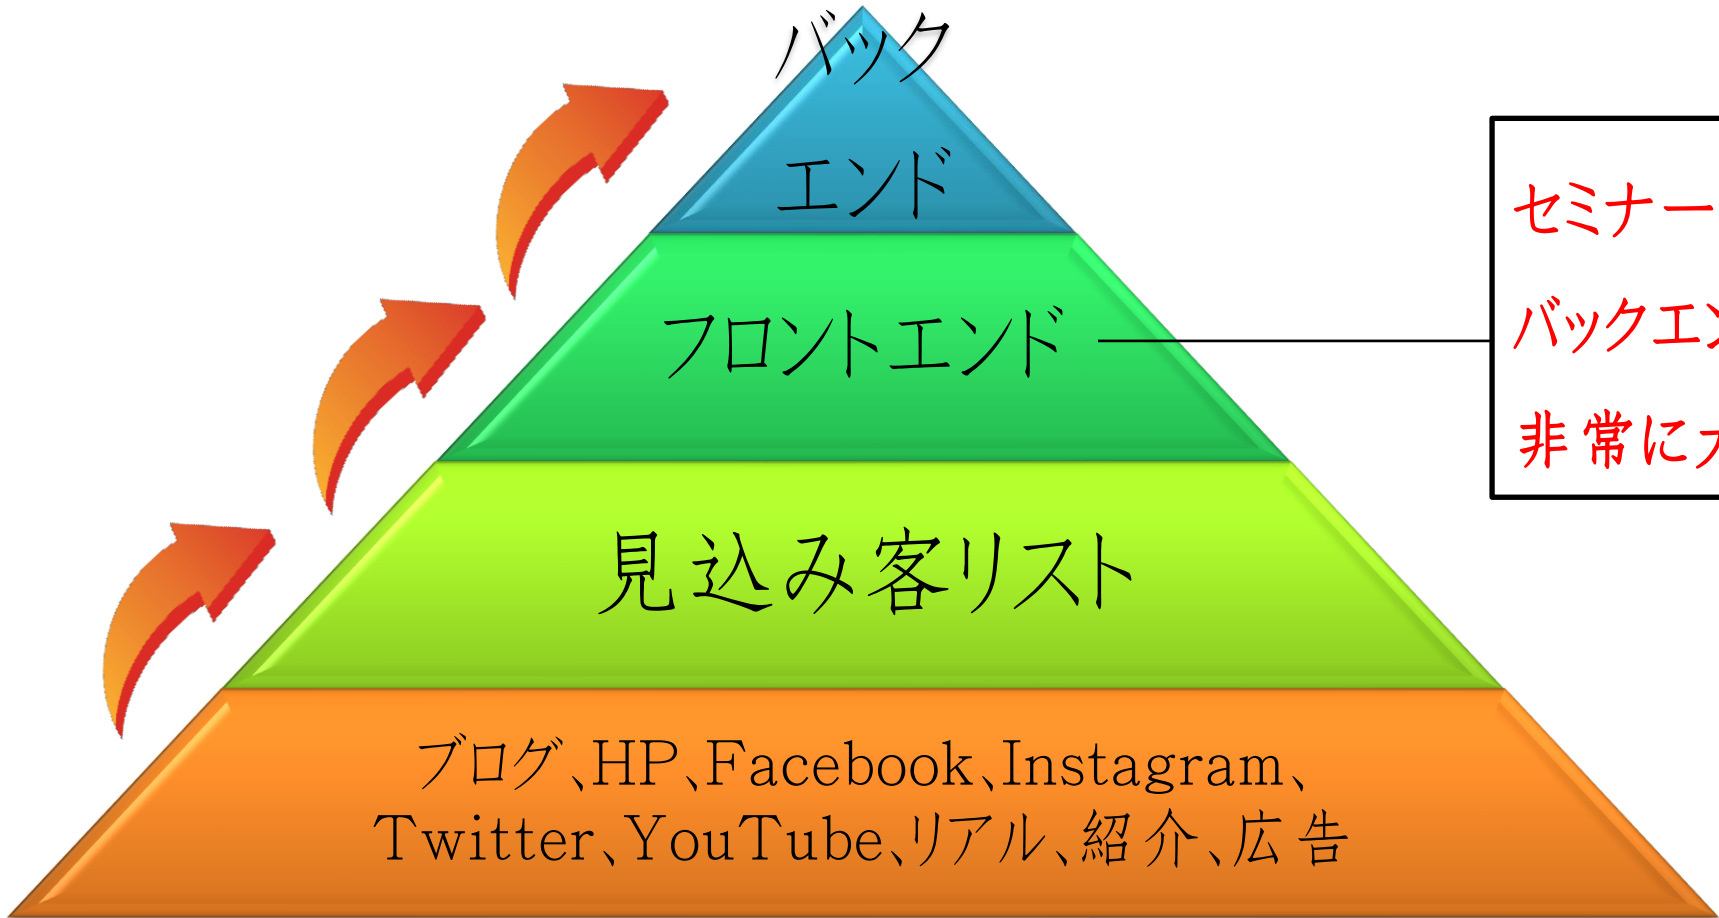 バック
エンド
フロントエンド
見込み客リスト
ブログ、HP、Facebook、Instagram、
Twitter、YouTube、リアル、紹介、広告
セミナー
バックエン
非常に